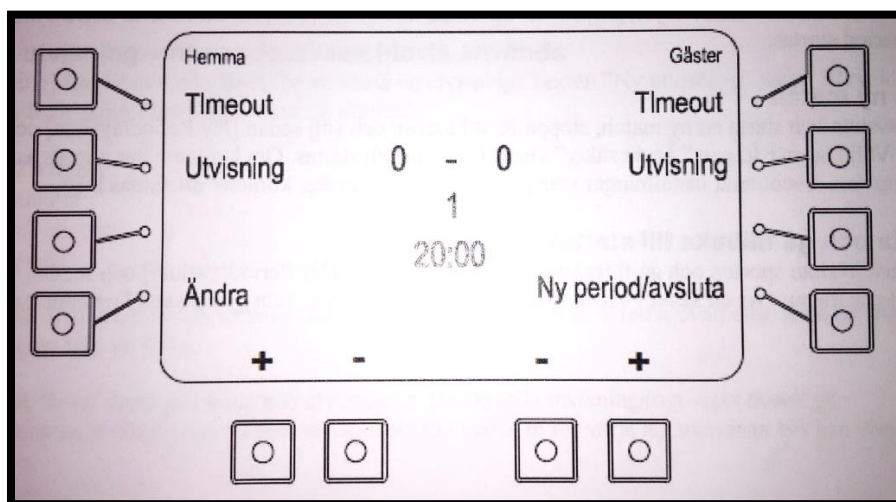 Hemma Gäster
TImeout TImeout
Utvisning 0 - 0 Utvisning
1
20:00
Ändra Ny period/avsluta
+ - - +